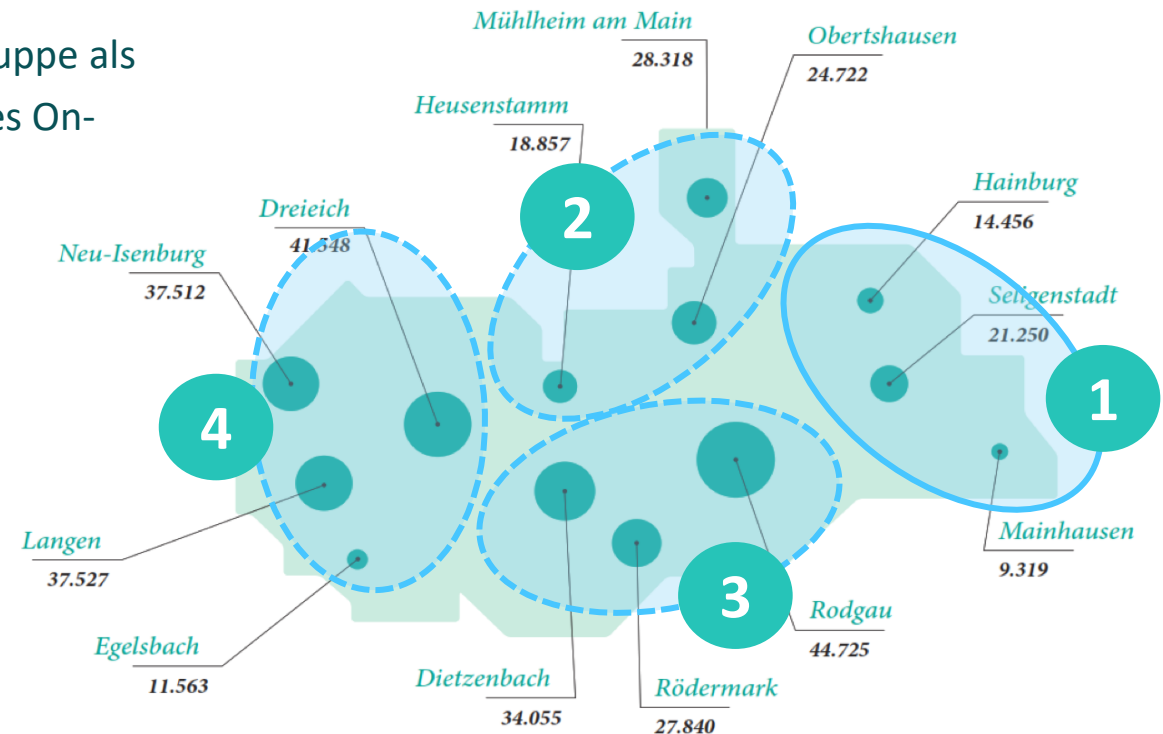 uppe als
es On-
Mühlheim am Main
28.318
Obertshausen
24.722
Heusenstamm
18.857
2
Hainburg
14.456
Dreieich
41.548
Neu-Isenburg
37.512
Seligenstadt
21.250
1
4
Langen
37.527
Mainhausen
9.319
3
Rodgau
44.725
Egelsbach
11.563
Dietzenbach
34.055
Rödermark
27.840